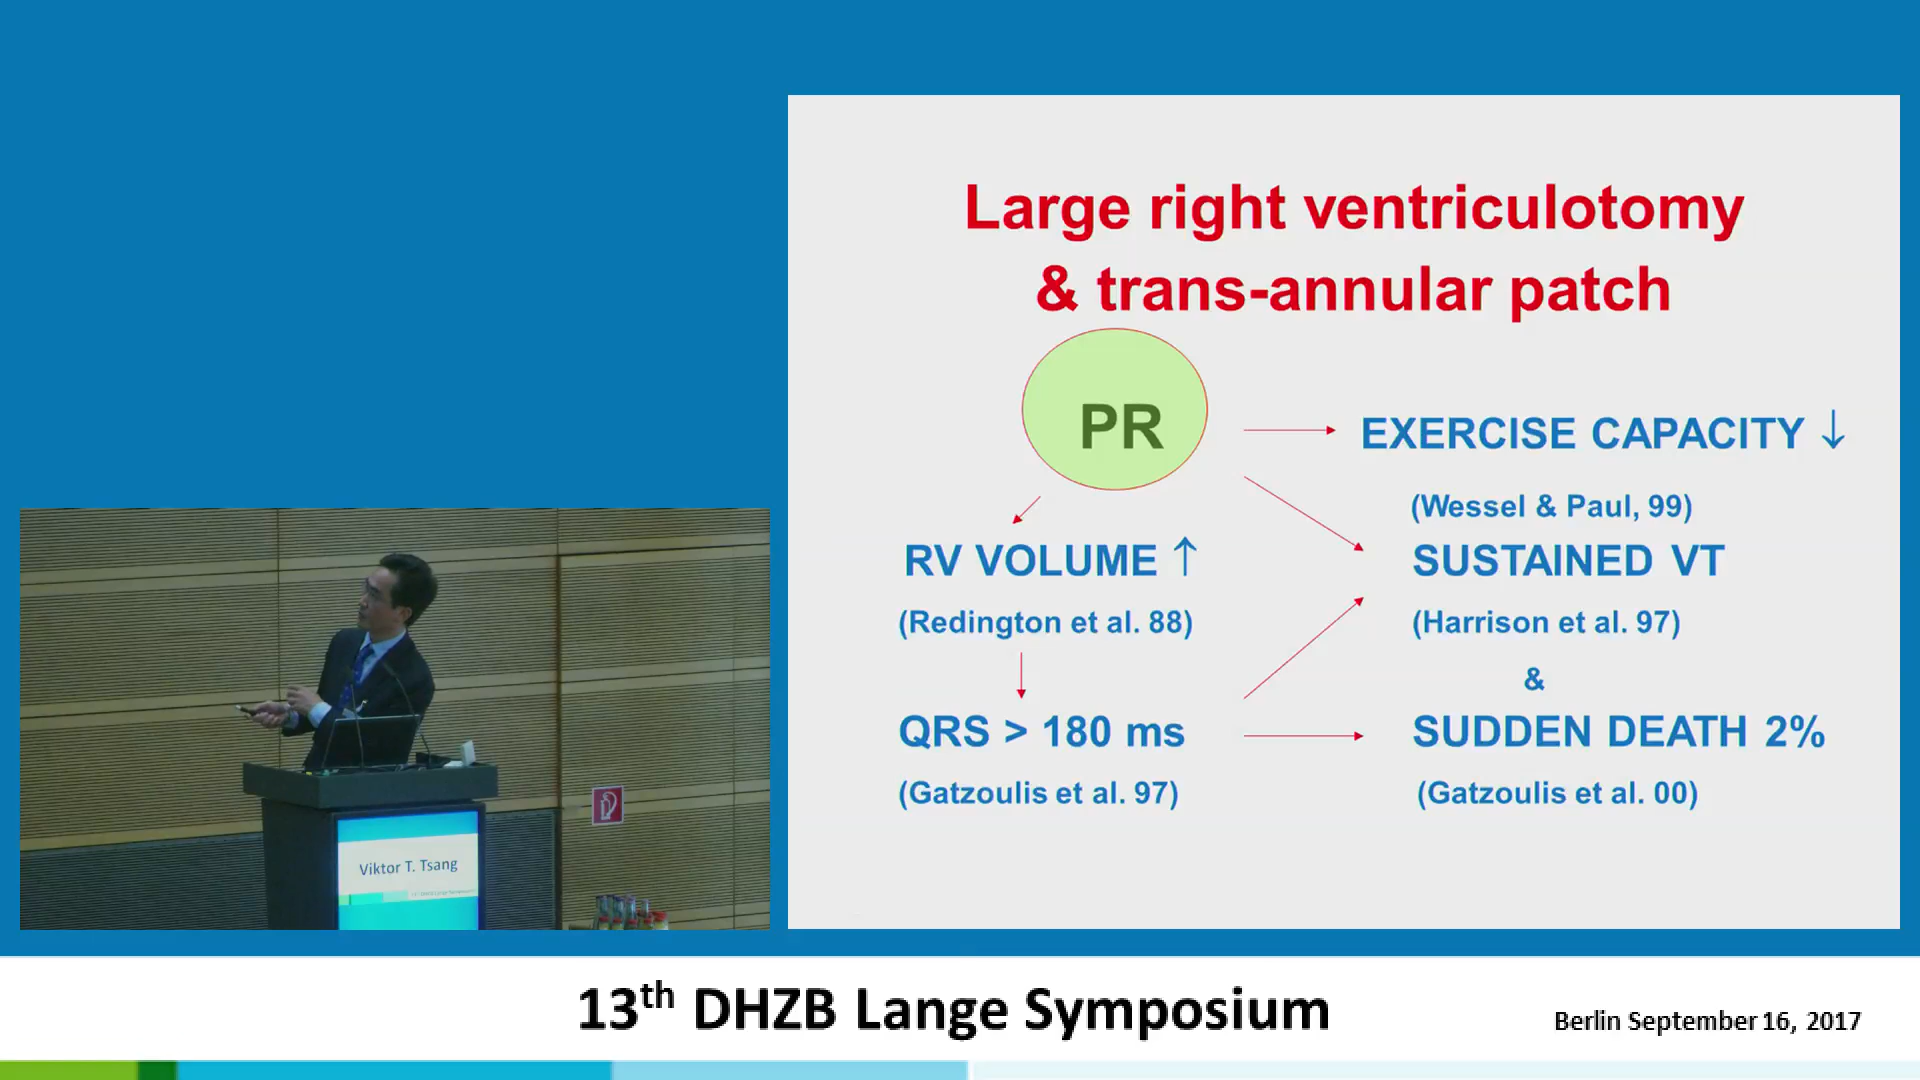 Large right ventriculotomy
& trans-annular patch
PR
EXERCISE CAPACITY ↓
(Wessel & Paul, 99)
RV VOLUME ↑
SUSTAINED VT
(Redington et al. 88)
(Harrison et al. 97)
&
QRS > 180 ms
SUDDEN DEATH 2%
(Gatzoulis et al. 97)
(Gatzoulis et al. 00)
Viktor T. Tsang
13th DHZB Lange Symposium
Berlin September 16, 2017